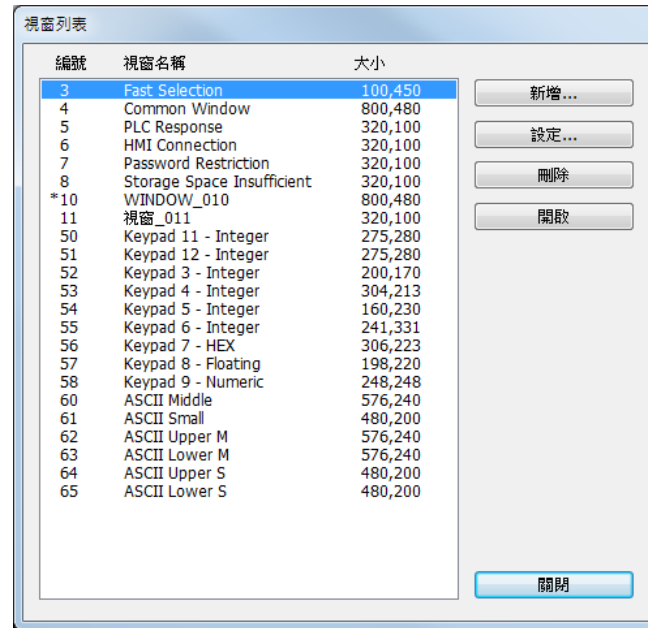 視窗列表
編號 視窗名稱 大小
3 Fast Selection 100,450
4 Common Window 800,480
5 PLC Response 320,100
6 HMI Connection 320,100
7 Password Restriction 320,100
8 Storage Space Insufficient 320,100
*10 WINDOW_010 800,480
11 視窗_011 320,100
50 Keypad 11 - Integer 275,280
51 Keypad 12 - Integer 275,280
52 Keypad 3 - Integer 200,170
53 Keypad 4 - Integer 304,213
54 Keypad 5 - Integer 160,230
55 Keypad 6 - Integer 241,331
56 Keypad 7 - HEX 306,223
57 Keypad 8 - Floating 198,220
58 Keypad 9 - Numeric 248,248
60 ASCII Middle 576,240
61 ASCII Small 480,200
62 ASCII Upper M 576,240
63 ASCII Lower M 576,240
64 ASCII Upper S 480,200
65 ASCII Lower S 480,200
新增...
設定...
刪除
開啟
關閉